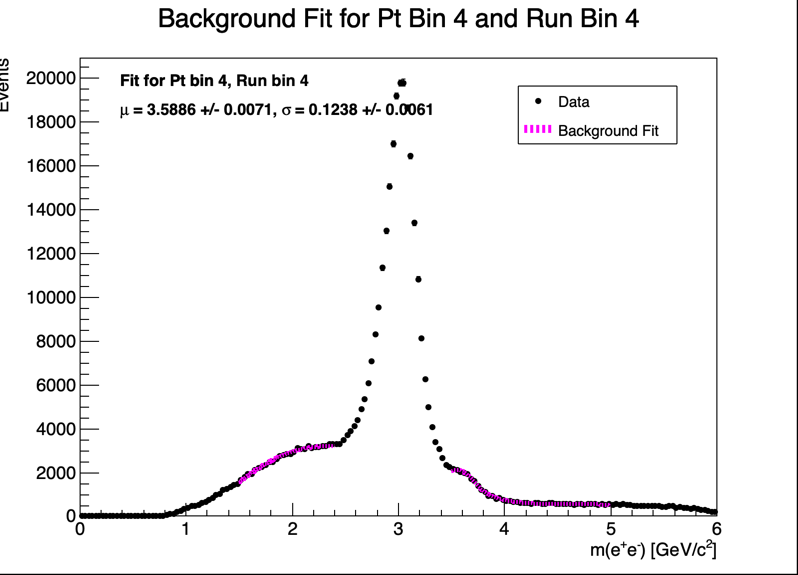 Background Fit for Pt Bin 4 and Run Bin 4
Events
20000
18000
16000
14000
12000
10000
8000
6000
4000
2000
0
Fit for Pt bin 4, Run bin 4
μ = 3.5886 +/- 0.0071, σ = 0.1238 +/- 0.0061
Data
Background Fit
0 1 2 3 4 5 6
m(e⁺e⁻) [GeV/c²]